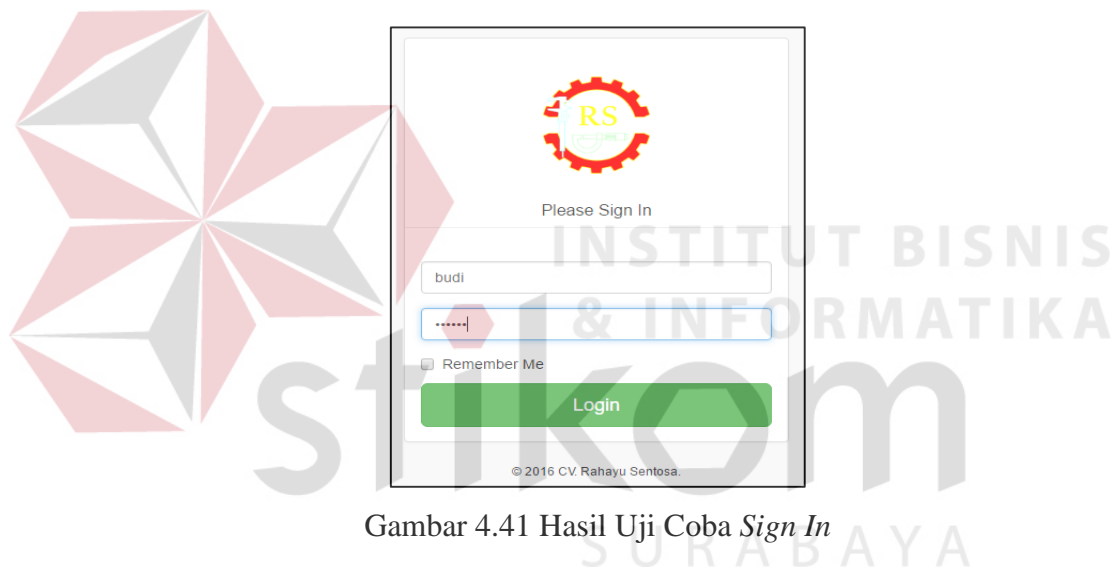 RS
Please Sign In
budi
••••••
Remember Me
Login
© 2016 CV. Rahayu Sentosa.
INSTITUT BISNIS
& INFORMATIKA
stikom
SURABAYA
Gambar 4.41 Hasil Uji Coba Sign In